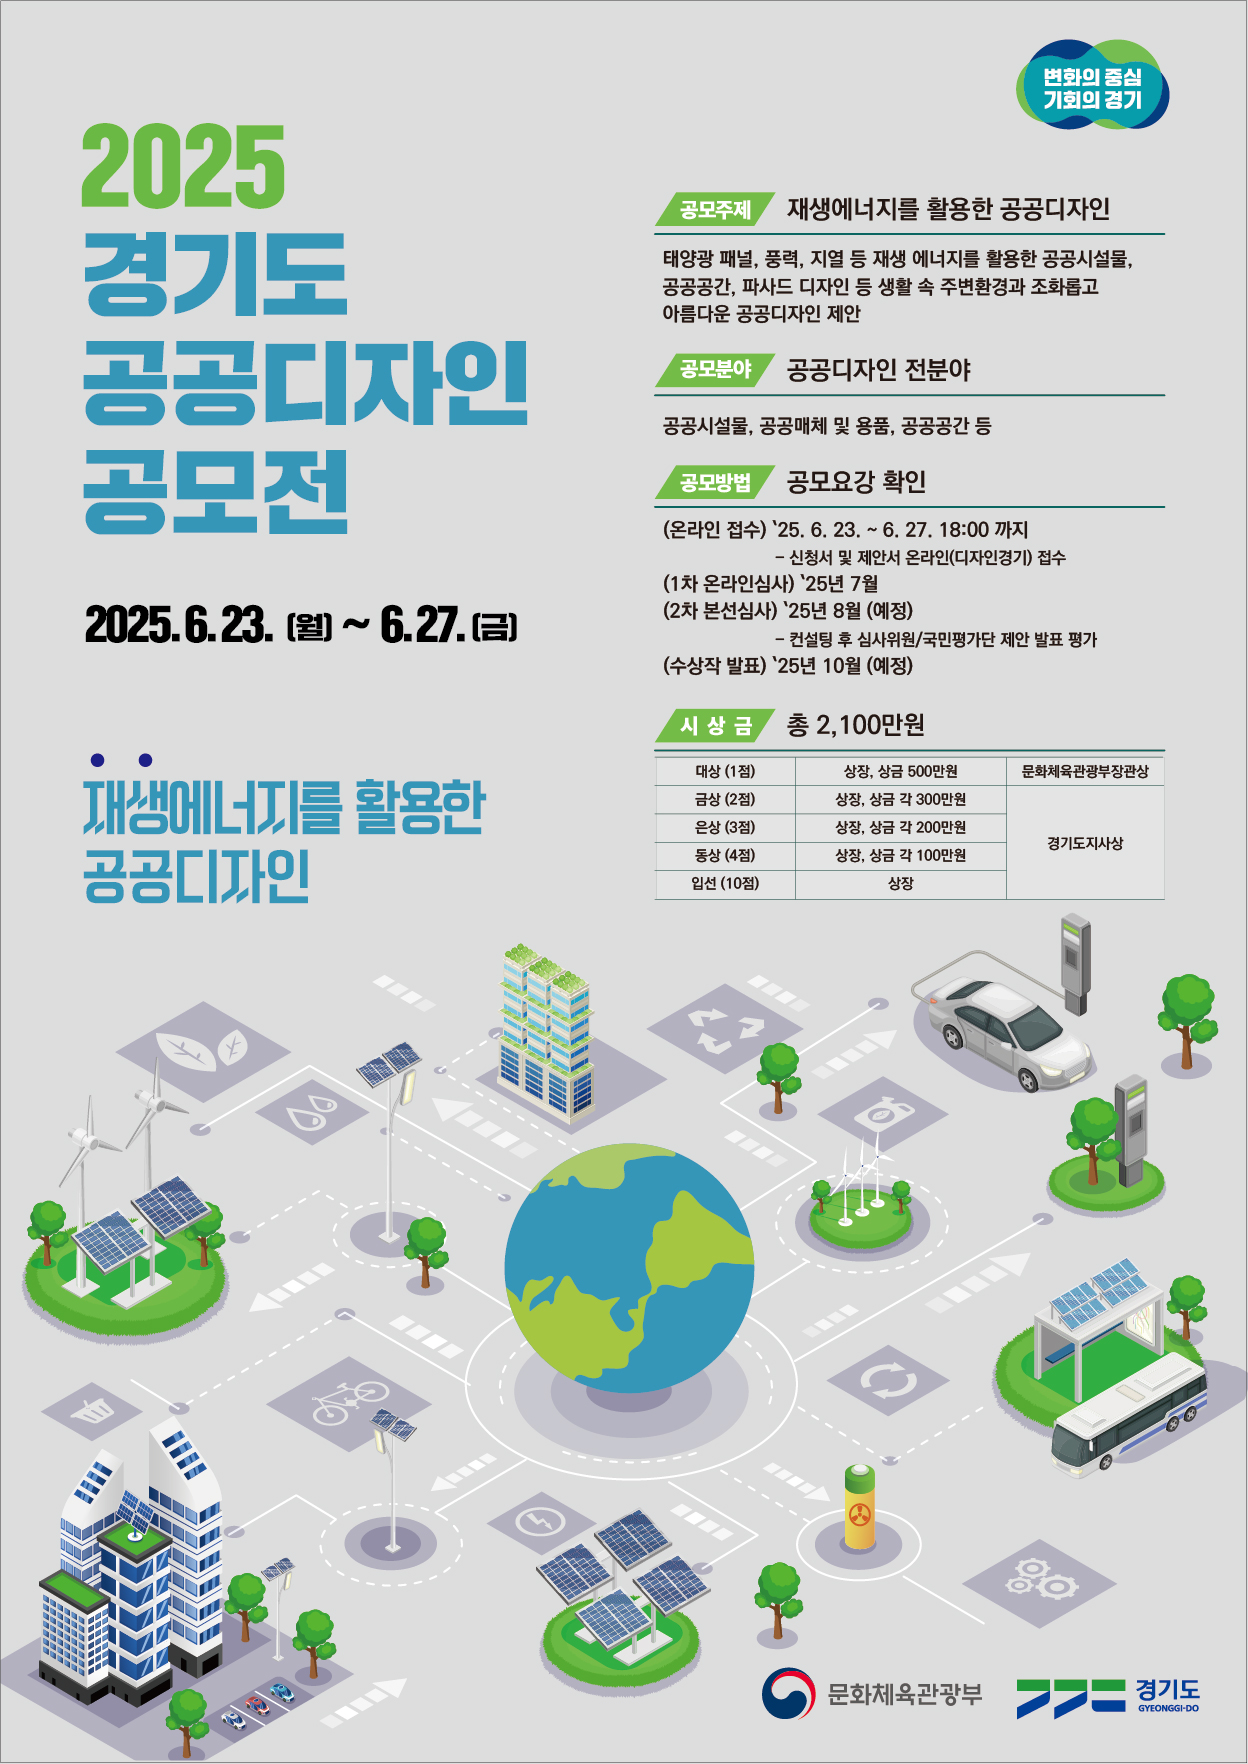 변화의 중심
기회의 경기
2025
경기도
공공디자인
공모전
2025. 6. 23. (월) ~ 6. 27. (금)
재생에너지를 활용한
공공디자인
공모주제 재생에너지를 활용한 공공디자인
태양광 패널, 풍력, 지열 등 재생 에너지를 활용한 공공시설물,
공공공간, 파사드 디자인 등 생활 속 주변환경과 조화롭고
아름다운 공공디자인 제안
공모분야 공공디자인 전분야
공공시설물, 공공매체 및 용품, 공공공간 등
공모방법 공모요강 확인
(온라인 접수) ‵25. 6. 23. ~ 6. 27. 18:00 까지
– 신청서 및 제안서 온라인(디자인경기) 접수
(1차 온라인심사) ‵25년 7월
(2차 본선심사) ‵25년 8월 (예정)
– 컨설팅 후 심사위원/국민평가단 제안 발표 평가
(수상작 발표) ‵25년 10월 (예정)
시 상 금 총 2,100만원
대상 (1점) 상장, 상금 500만원 문화체육관광부장관상
금상 (2점) 상장, 상금 각 300만원
은상 (3점) 상장, 상금 각 200만원
경기도지사상
동상 (4점) 상장, 상금 각 100만원
입선 (10점) 상장
문화체육관광부
경기도
GYEONGGI-DO